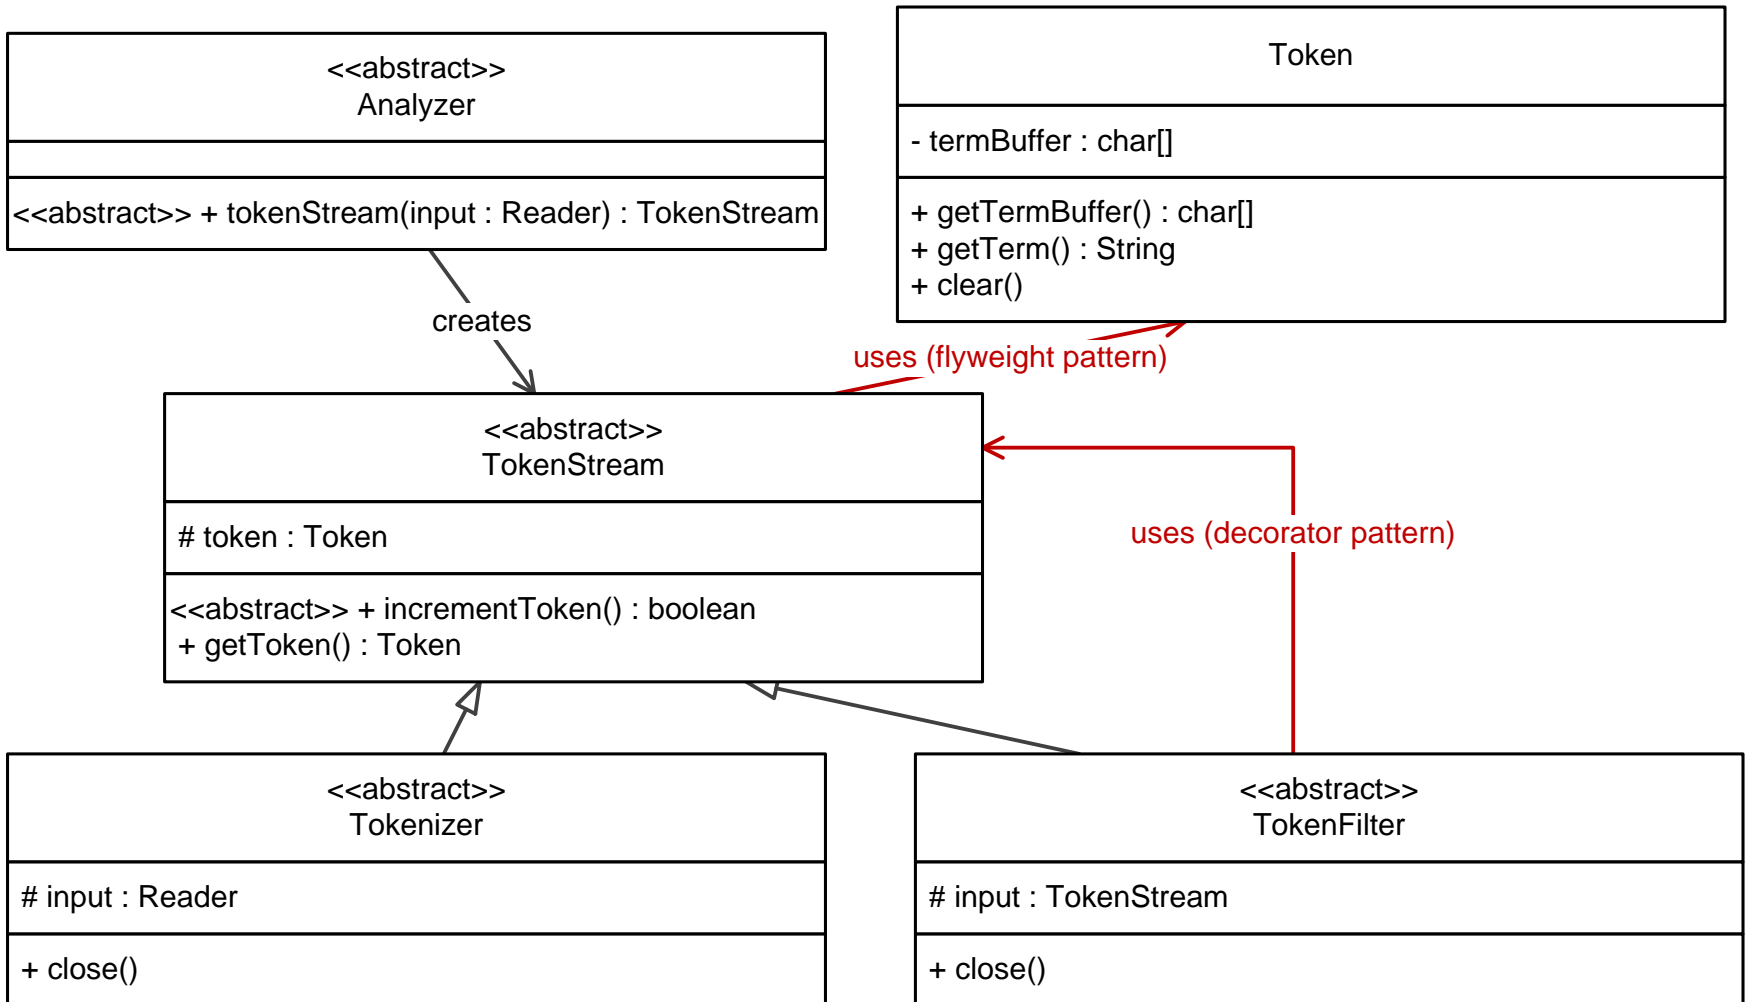 <<abstract>>
Analyzer
<<abstract>> + tokenStream(input : Reader) : TokenStream
Token
- termBuffer : char[]
+ getTermBuffer() : char[]
+ getTerm() : String
+ clear()
creates
uses (flyweight pattern)
<<abstract>>
TokenStream
# token : Token
<<abstract>> + incrementToken() : boolean
+ getToken() : Token
uses (decorator pattern)
<<abstract>>
Tokenizer
# input : Reader
+ close()
<<abstract>>
TokenFilter
# input : TokenStream
+ close()